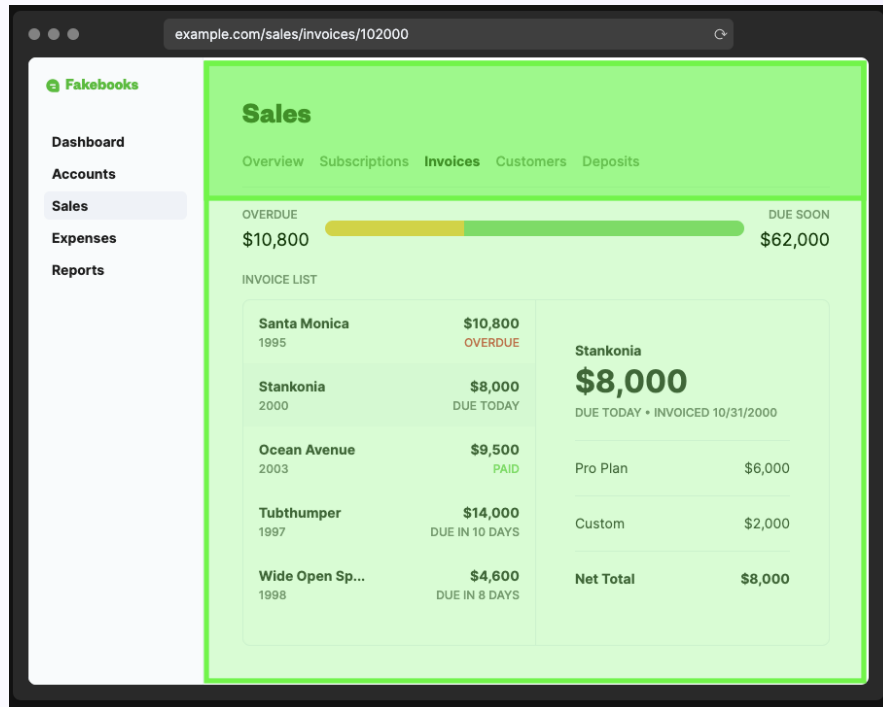 example.com/sales/invoices/102000
Fakebooks
Dashboard
Accounts
Sales
Expenses
Reports
Sales
Overview Subscriptions Invoices Customers Deposits
OVERDUE DUE SOON
$10,800 $62,000
INVOICE LIST
Santa Monica $10,800
1995 OVERDUE
Stankonia $8,000
2000 DUE TODAY
Ocean Avenue $9,500
2003 PAID
Tubthumper $14,000
1997 DUE IN 10 DAYS
Wide Open Sp... $4,600
1998 DUE IN 8 DAYS
Stankonia
$8,000
DUE TODAY • INVOICED 10/31/2000
Pro Plan $6,000
Custom $2,000
Net Total $8,000